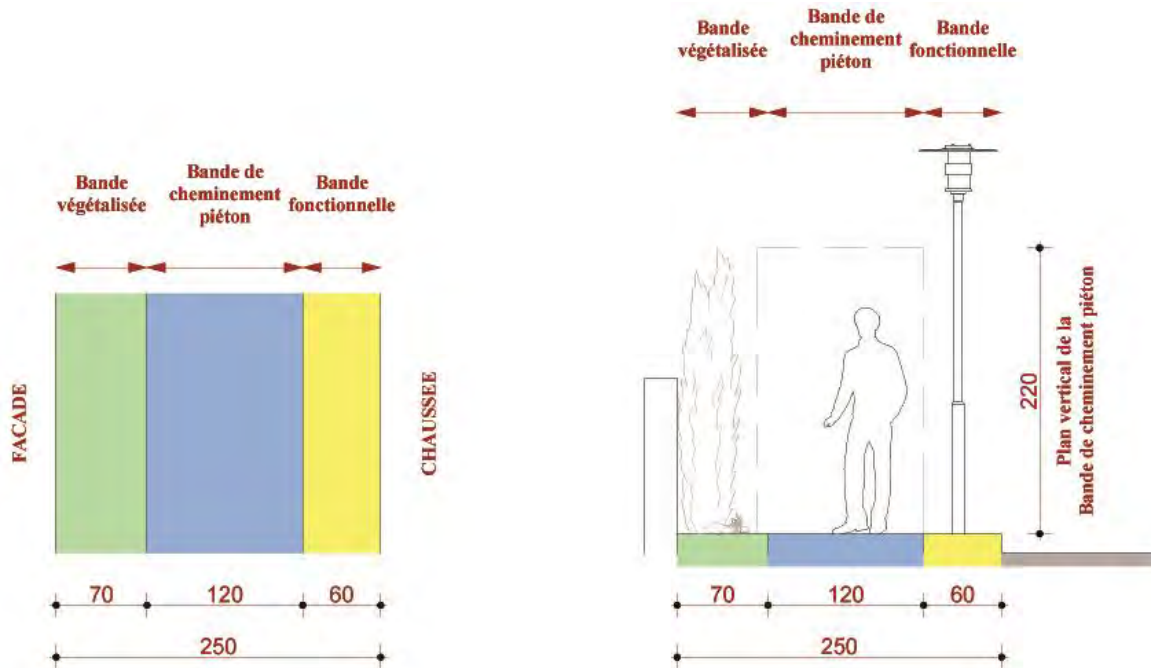 Bande
végétalisée
Bande de
cheminement
piéton
Bande
fonctionnelle
FACADE
CHAUSSEE
70
120
60
250
Bande
végétalisée
Bande de
cheminement
piéton
Bande
fonctionnelle
220
Plan vertical de la
Bande de cheminement piéton
70
120
60
250